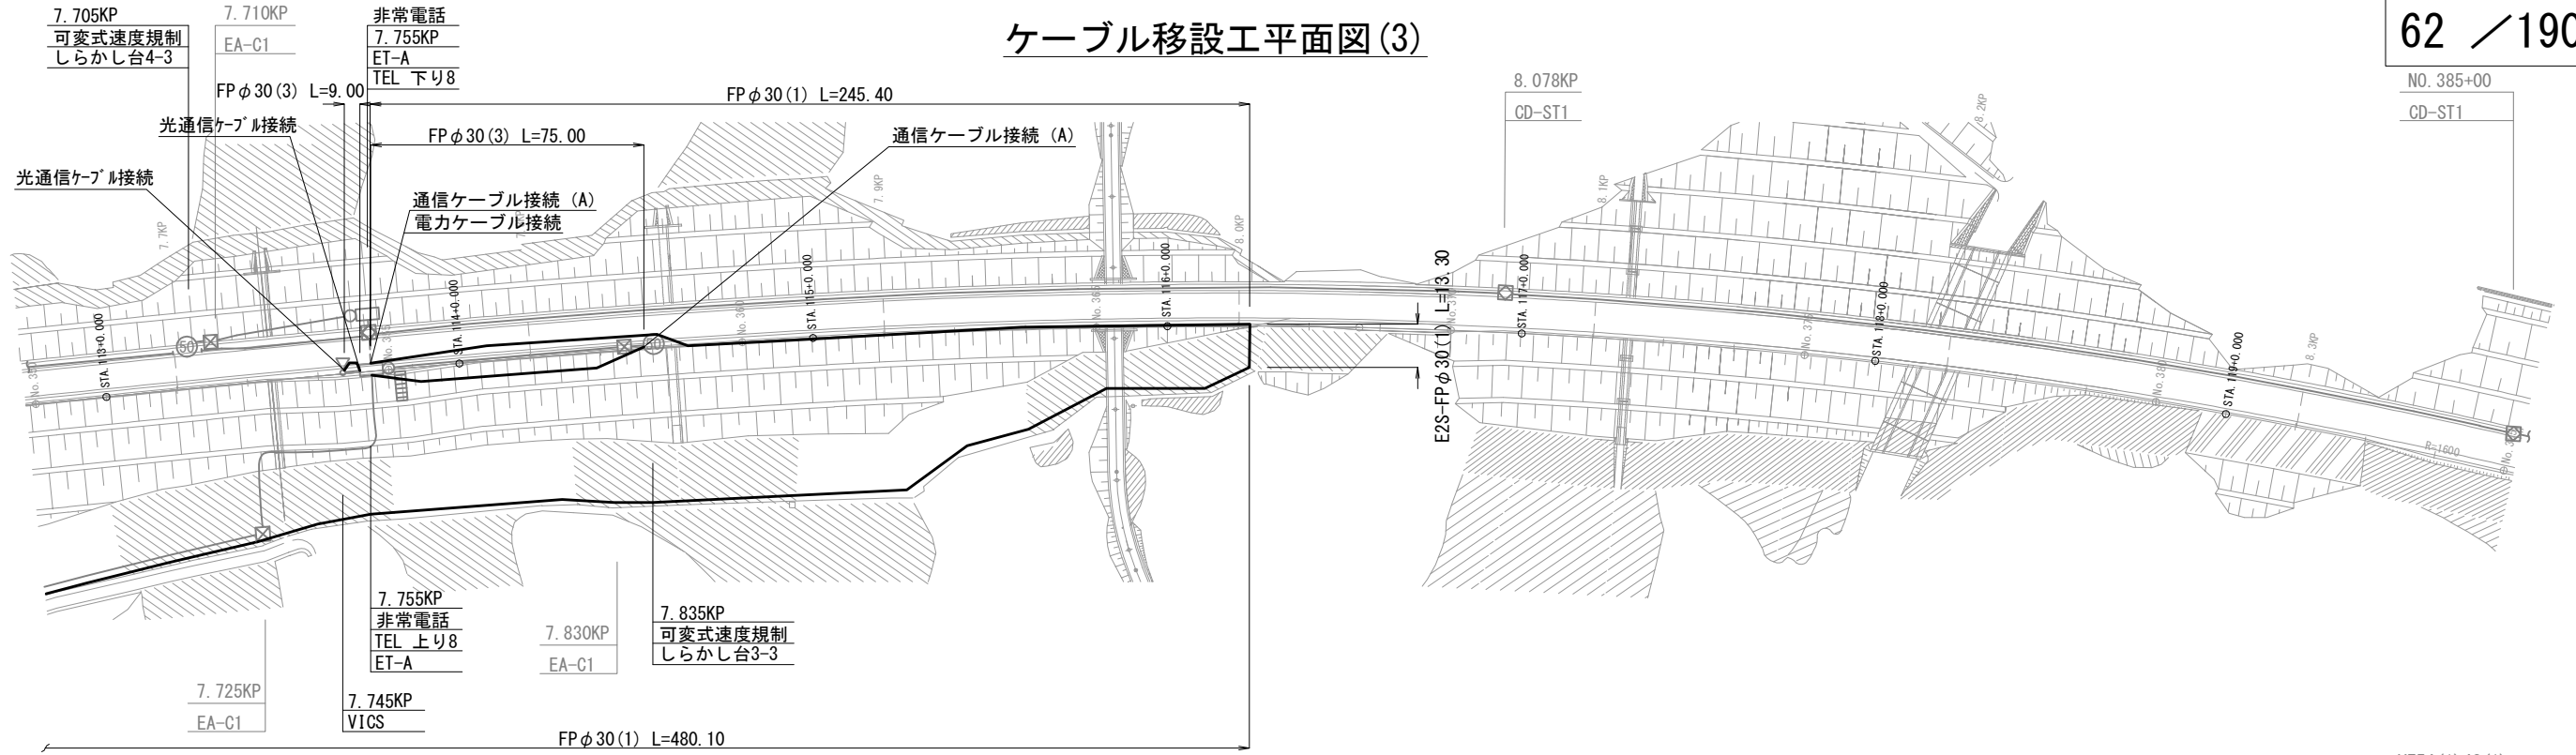 ケーブル移設工平面図(3)
62 ／190
7.705KP
可変式速度規制
しらかし台4-3
7.710KP
EA-C1
非常電話
7.755KP
ET-A
TEL 下り8
FPφ30(3) L=9.00
FPφ30(1) L=245.40
FPφ30(3) L=75.00
光通信ｹｰﾌﾞﾙ接続
光通信ｹｰﾌﾞﾙ接続
通信ケーブル接続 (A)
電力ケーブル接続
通信ケーブル接続 (A)
8.078KP
CD-ST1
NO.385+00
CD-ST1
7.7KP
7.9KP
8.0KP
8.1KP
8.2KP
8.3KP
STA.113+0.000
STA.114+0.000
STA.115+0.000
STA.116+0.000
STA.117+0.000
STA.118+0.000
STA.119+0.000
No.360
50
E2S-FPφ30(1) L=13.30
R=1600
7.755KP
非常電話
TEL 上り8
ET-A
7.830KP
EA-C1
7.835KP
可変式速度規制
しらかし台3-3
7.725KP
EA-C1
7.745KP
VICS
FPφ30(1) L=480.10